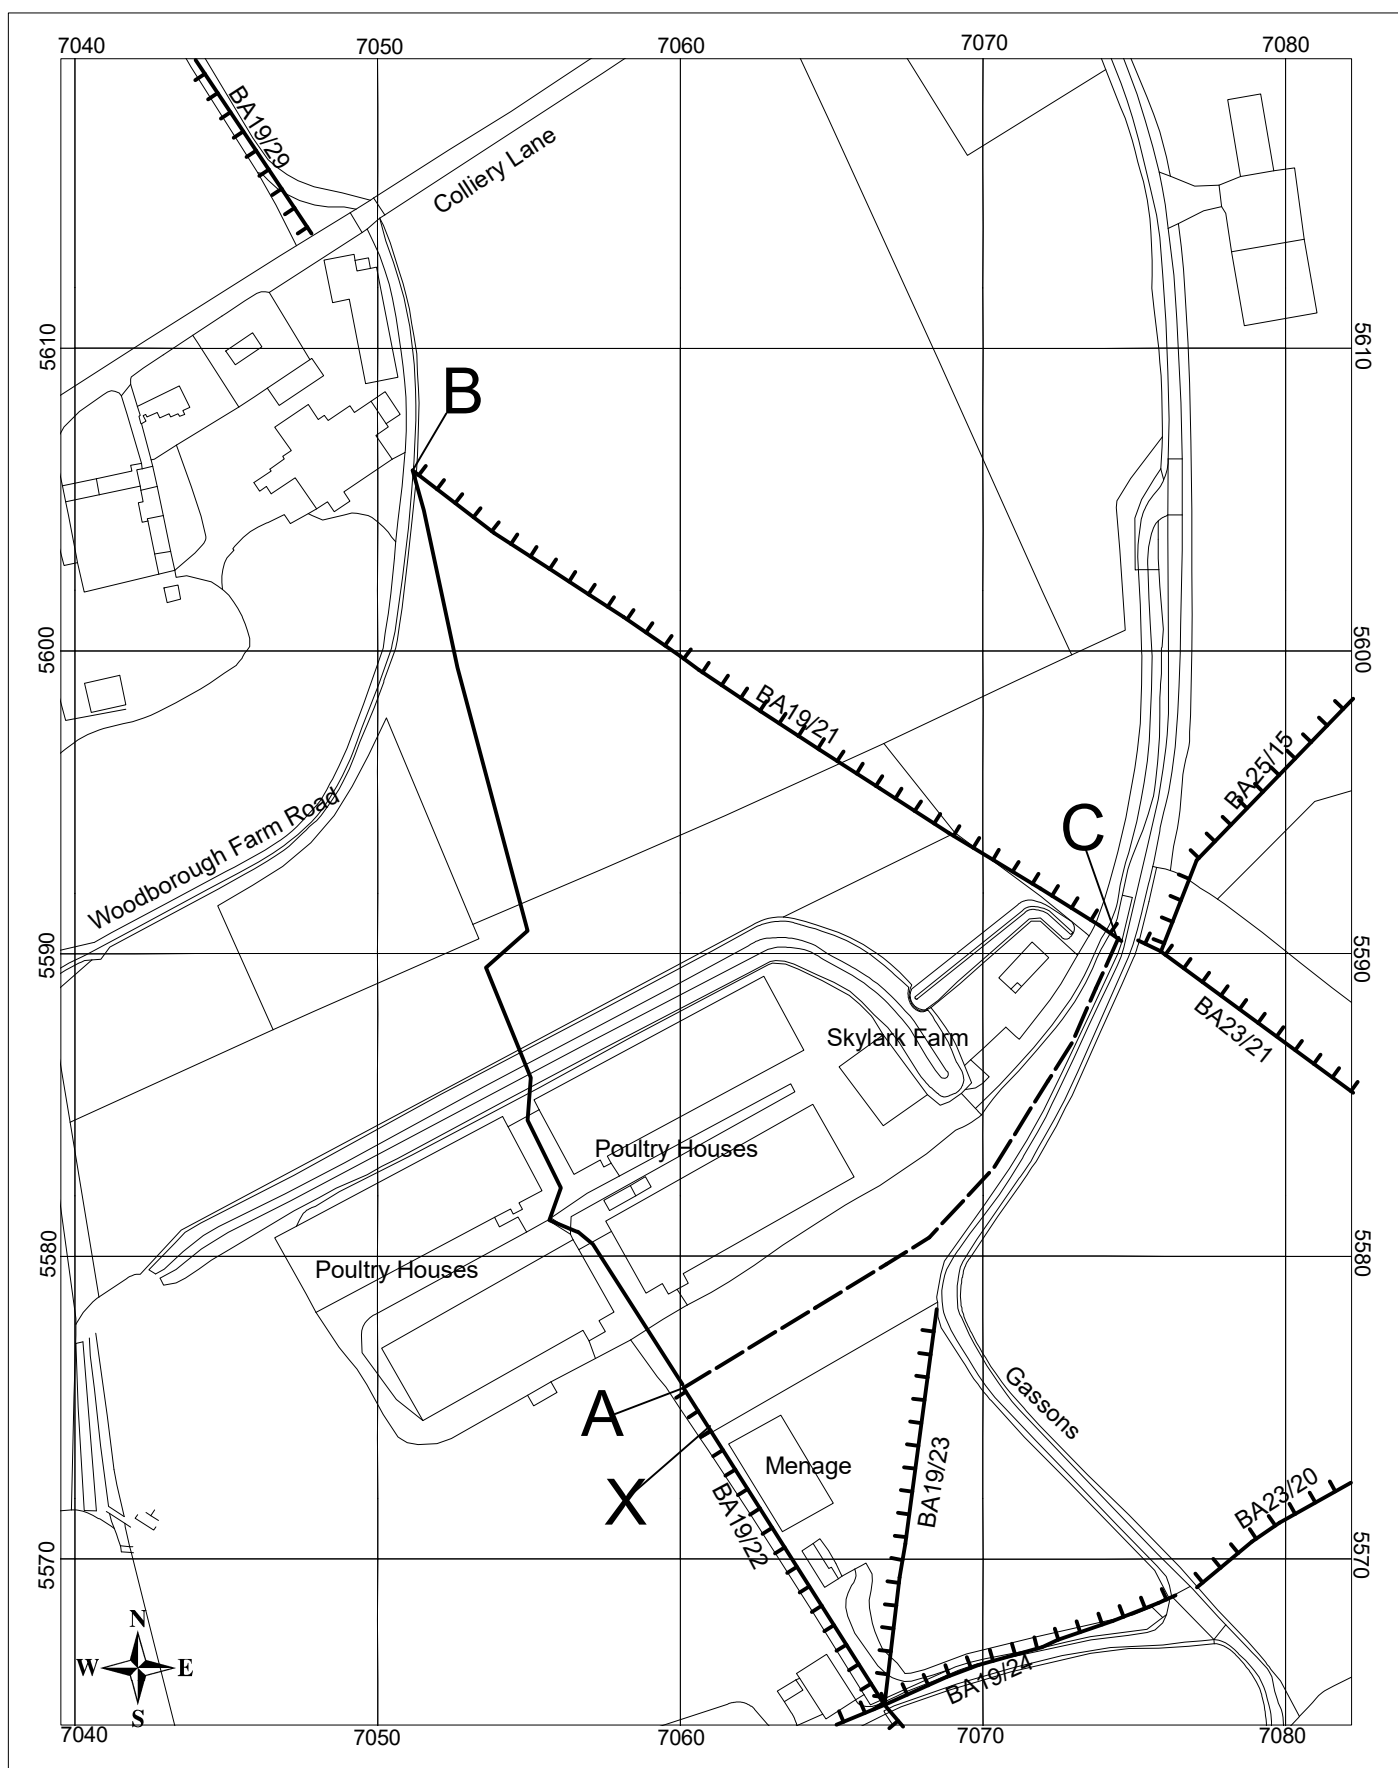 7040 7050 7060 7070 7080
BA19/29
Colliery Lane
5610
5610
B
5600
5600
BA19/21
BA25/15
C
Woodborough Farm Road
5590
5590
BA23/21
Skylark Farm
Poultry Houses
5580
5580
Poultry Houses
A
Gassons
X
Menage
BA19/22
BA19/23
BA23/20
5570
5570
N
W E
S
BA19/24
7040 7050 7060 7070 7080